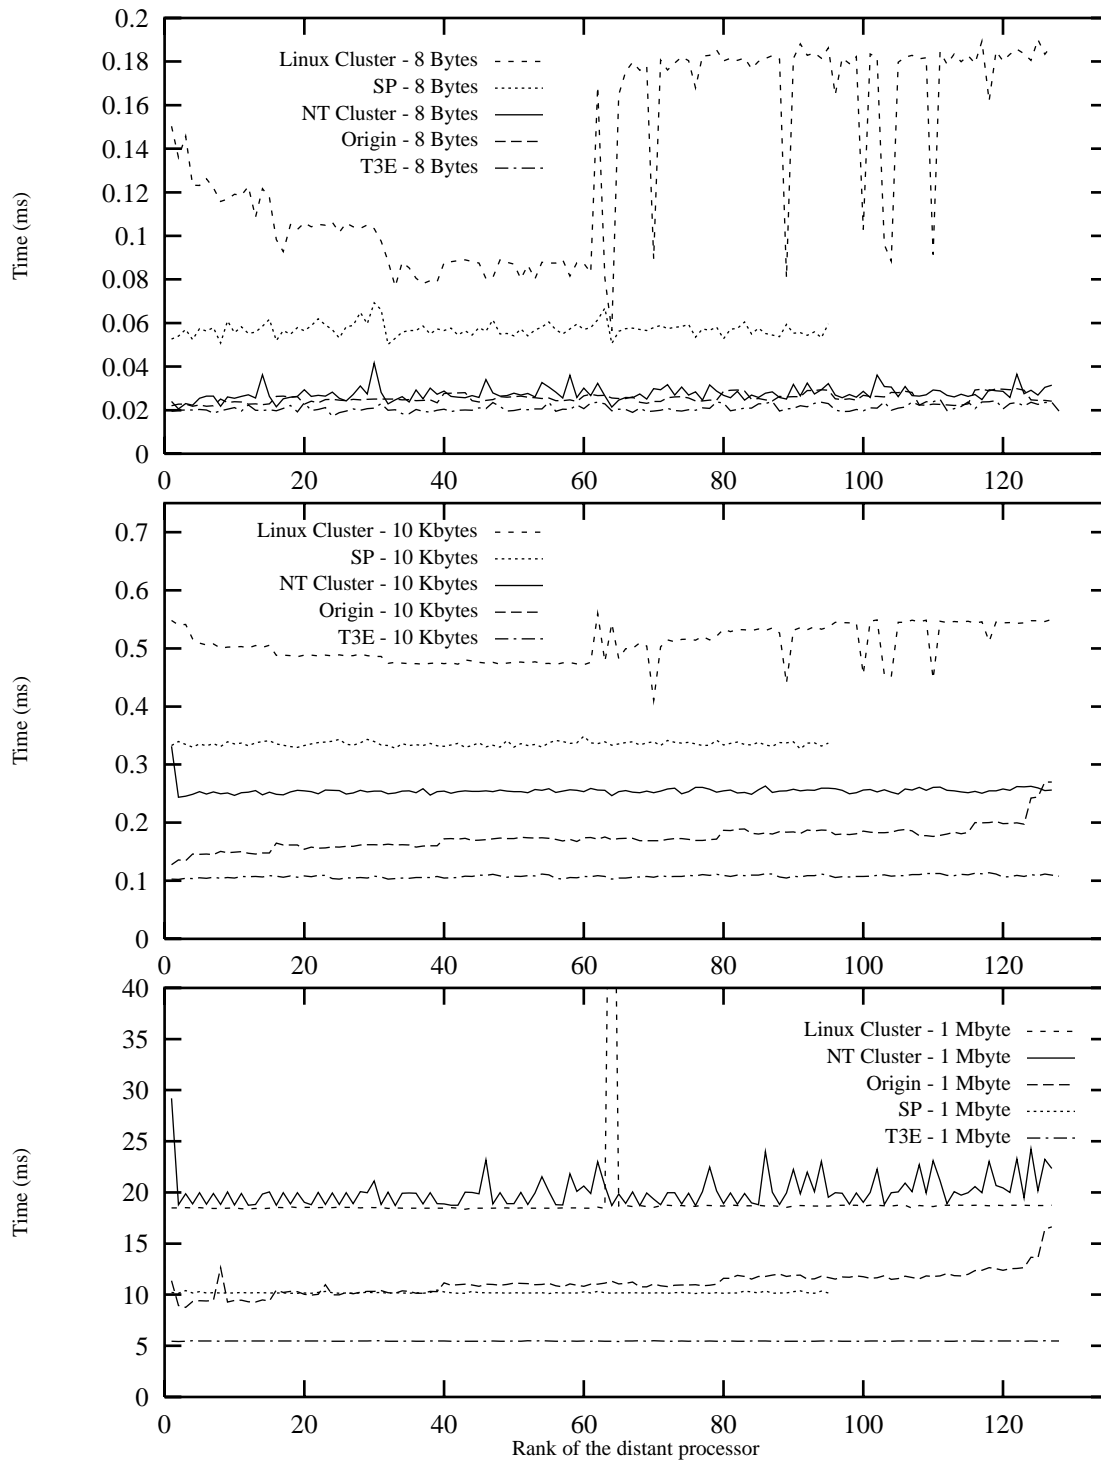 0.2
0.18
0.16
0.14
0.12
0.1
0.08
0.06
0.04
0.02
0
Time (ms)
Linux Cluster - 8 Bytes
SP - 8 Bytes
NT Cluster - 8 Bytes
Origin - 8 Bytes
T3E - 8 Bytes
0 20 40 60 80 100 120
0.7
0.6
0.5
0.4
0.3
0.2
0.1
0
Time (ms)
Linux Cluster - 10 Kbytes
SP - 10 Kbytes
NT Cluster - 10 Kbytes
Origin - 10 Kbytes
T3E - 10 Kbytes
0 20 40 60 80 100 120
40
35
30
25
20
15
10
5
0
Time (ms)
Linux Cluster - 1 Mbyte
NT Cluster - 1 Mbyte
Origin - 1 Mbyte
SP - 1 Mbyte
T3E - 1 Mbyte
0 20 40 60 80 100 120
Rank of the distant processor